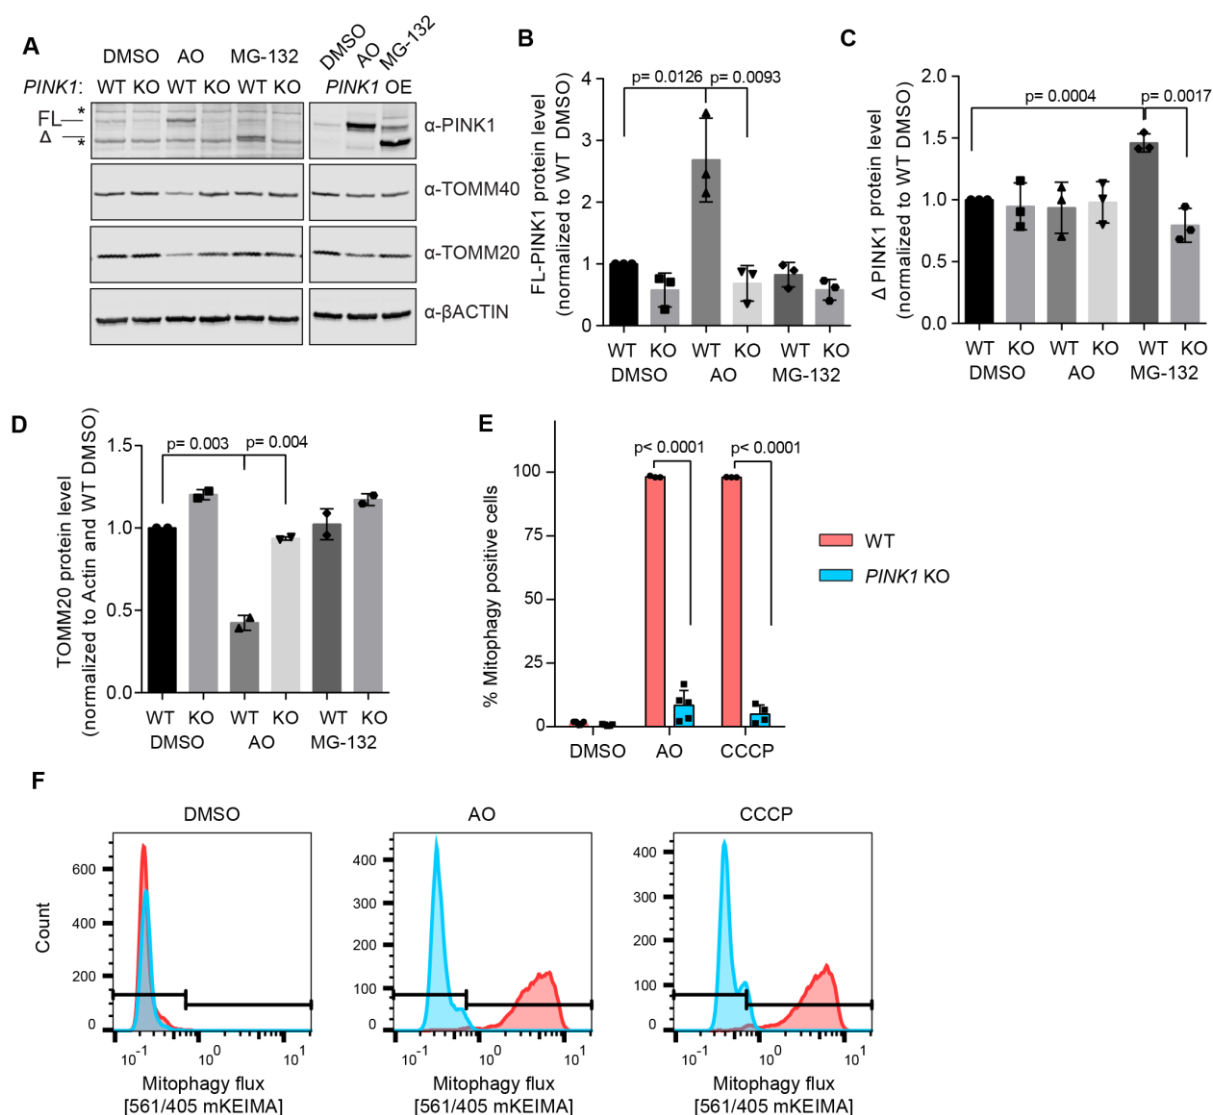 A
DMSO AO MG-132
DMSO AO MG-132
PINK1: WT KO WT KO WT KO
PINK1 OE
*
FL
Δ
*
α-PINK1
α-TOMM40
α-TOMM20
α-βACTIN
B
FL-PINK1 protein level
(normalized to WT DMSO)
p= 0.0126 p= 0.0093
4
3
2
1
0
WT KO WT KO WT KO
DMSO AO MG-132
C
Δ PINK1 protein level
(normalized to WT DMSO)
p= 0.0004 p= 0.0017
2.0
1.5
1.0
0.5
0.0
WT KO WT KO WT KO
DMSO AO MG-132
D
TOMM20 protein level
(normalized to Actin and WT DMSO)
p= 0.003 p= 0.004
1.5
1.0
0.5
0.0
WT KO WT KO WT KO
DMSO AO MG-132
E
% Mitophagy positive cells
p< 0.0001 p< 0.0001
100
75
50
25
0
DMSO AO CCCP
WT
PINK1 KO
F
DMSO
Count
600
400
200
0
10-1 100 101
Mitophagy flux
[561/405 mKEIMA]
AO
400
300
200
100
0
10-1 100 101
Mitophagy flux
[561/405 mKEIMA]
CCCP
400
300
200
100
0
10-1 100 101
Mitophagy flux
[561/405 mKEIMA]